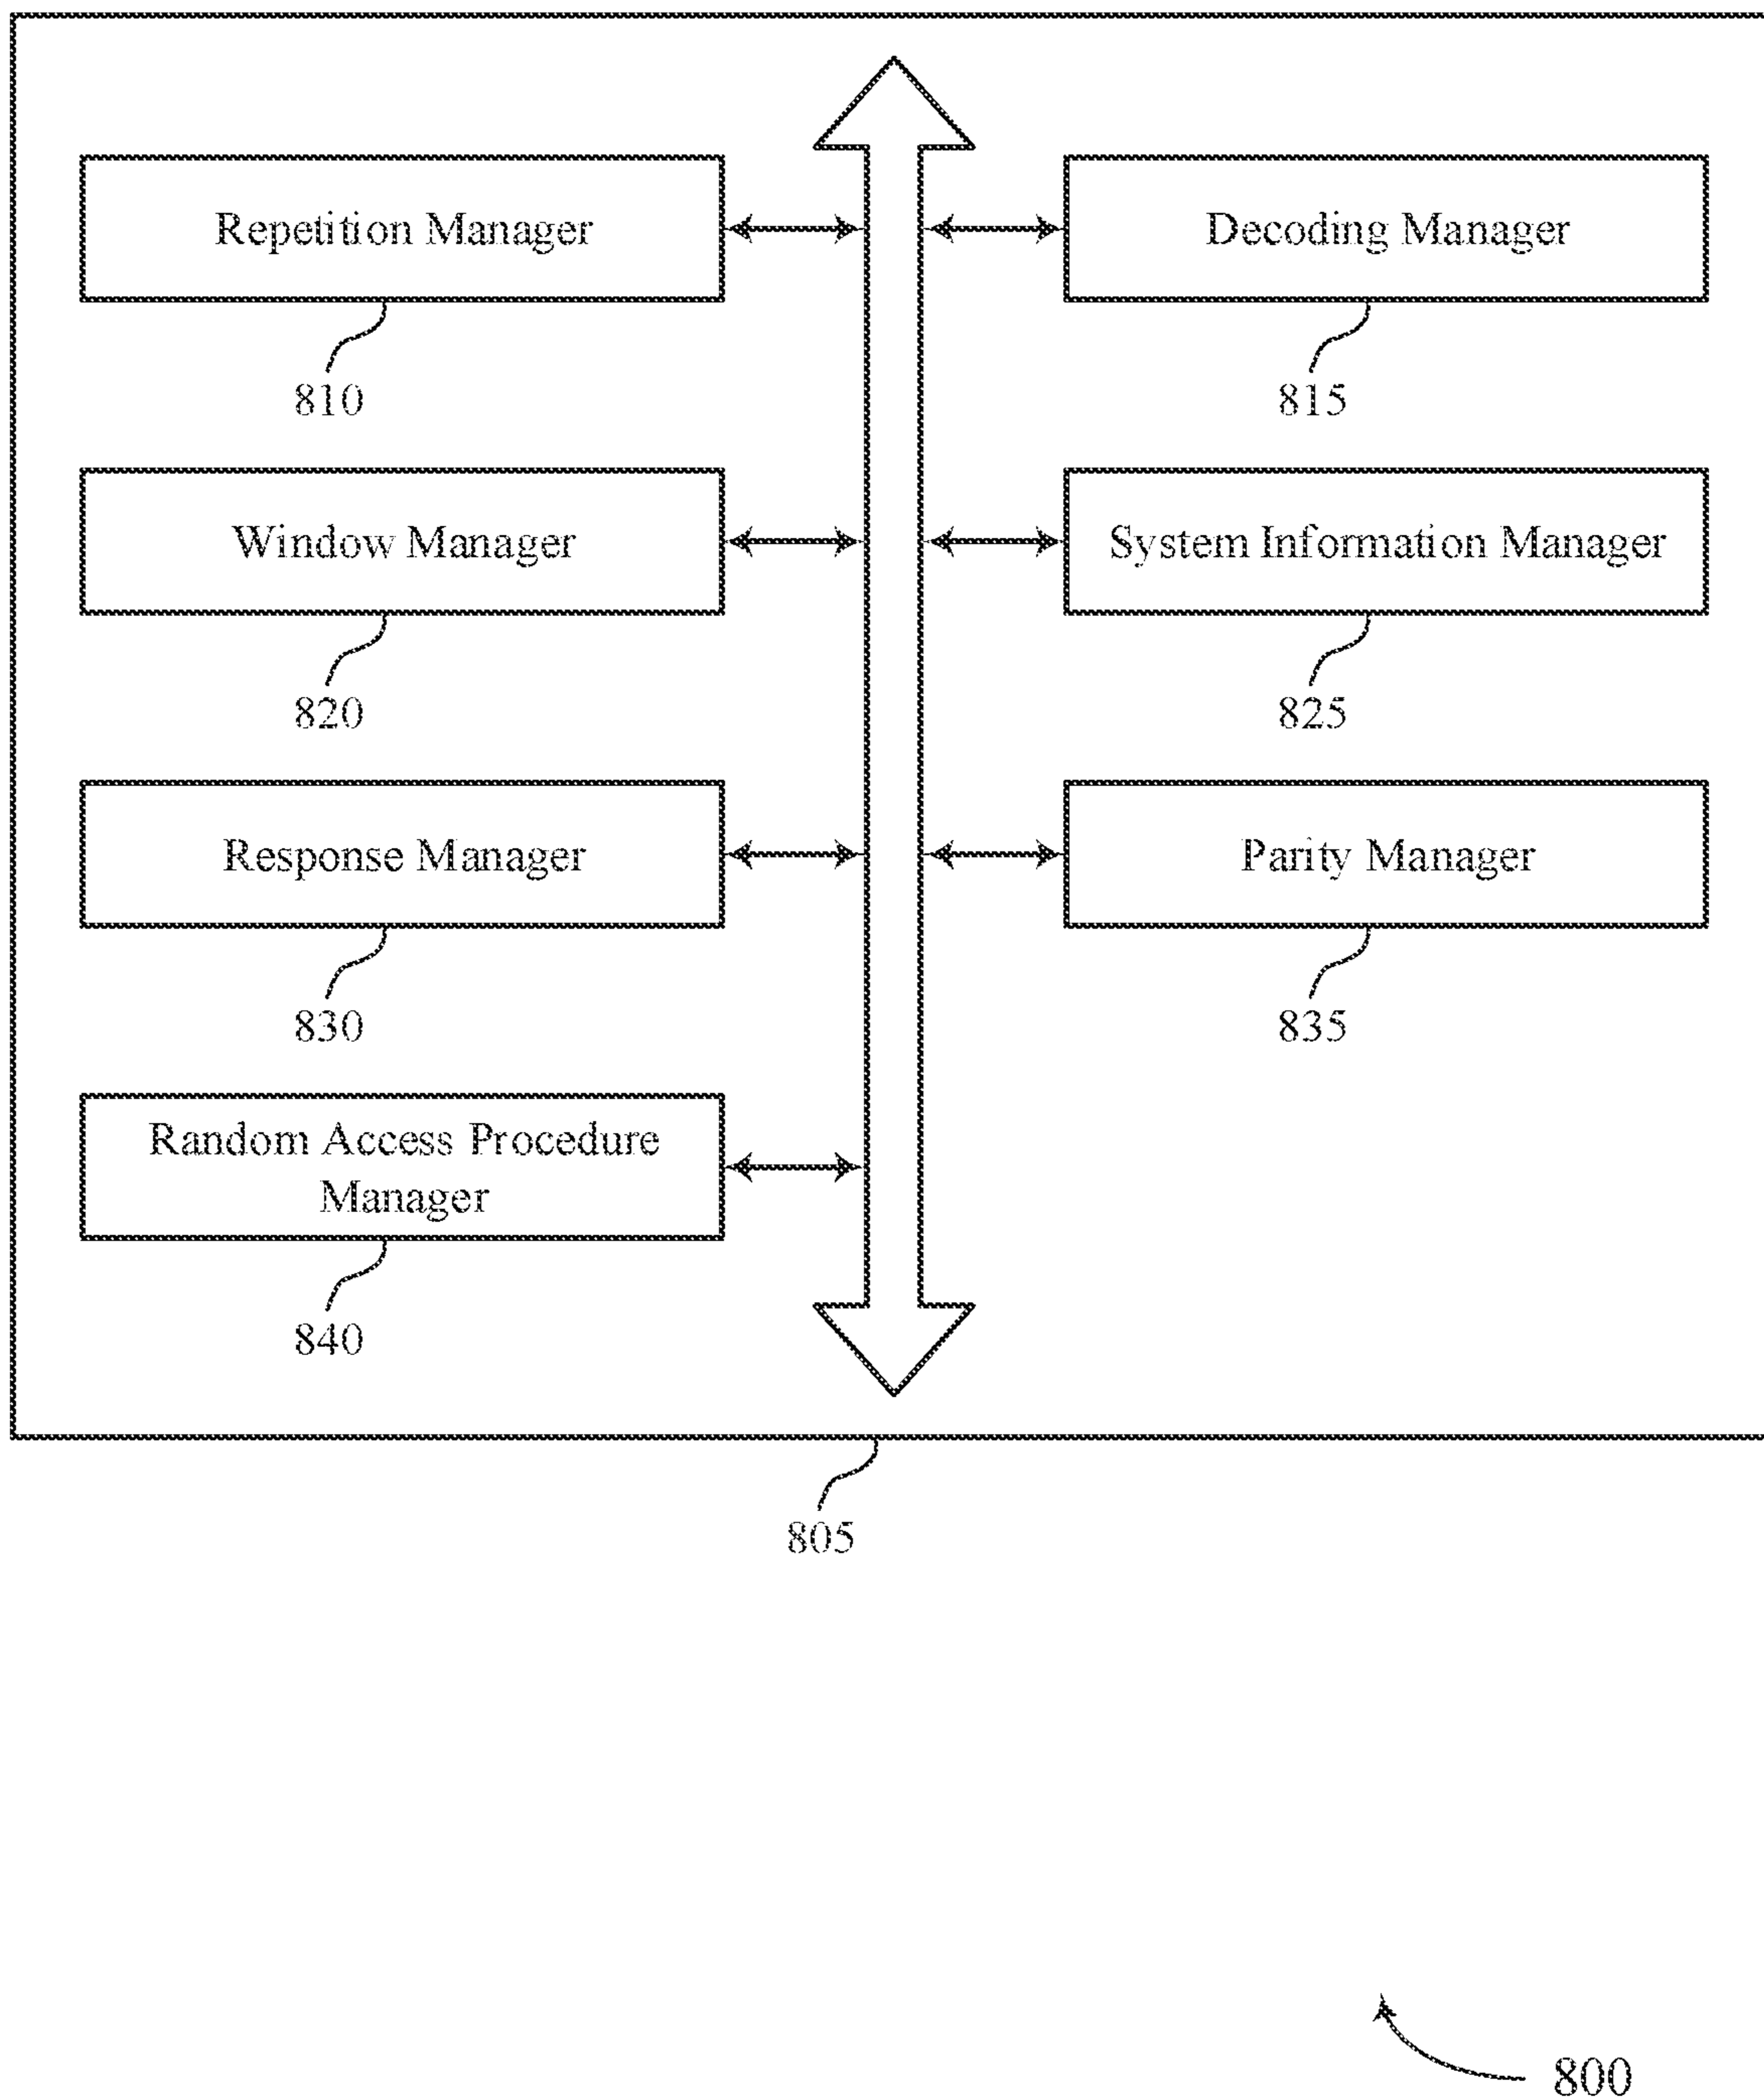 Repetition Manager
Decoding Manager
810
815
Window Manager
System Information Manager
820
825
Response Manager
Parity Manager
830
835
Random Access Procedure
Manager
840
805
800